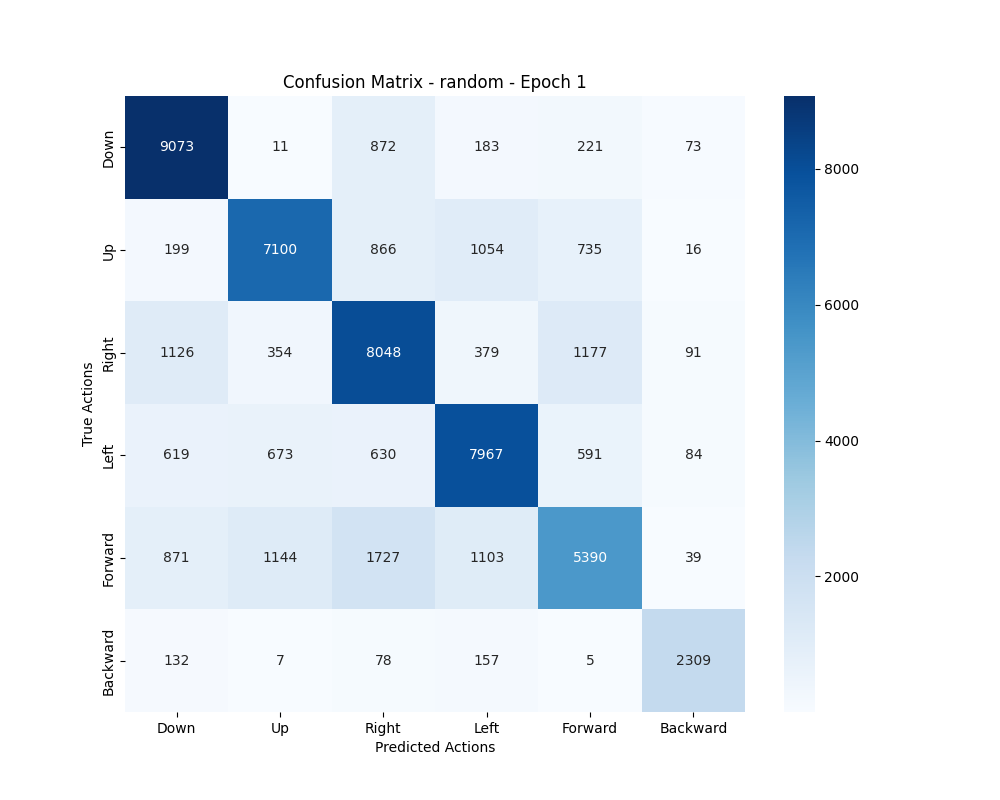 Confusion Matrix - random - Epoch 1
True Actions
Down 9073 11 872 183 221 73
Up 199 7100 866 1054 735 16
Right 1126 354 8048 379 1177 91
Left 619 673 630 7967 591 84
Forward 871 1144 1727 1103 5390 39
Backward 132 7 78 157 5 2309
Down Up Right Left Forward Backward
Predicted Actions
8000
6000
4000
2000